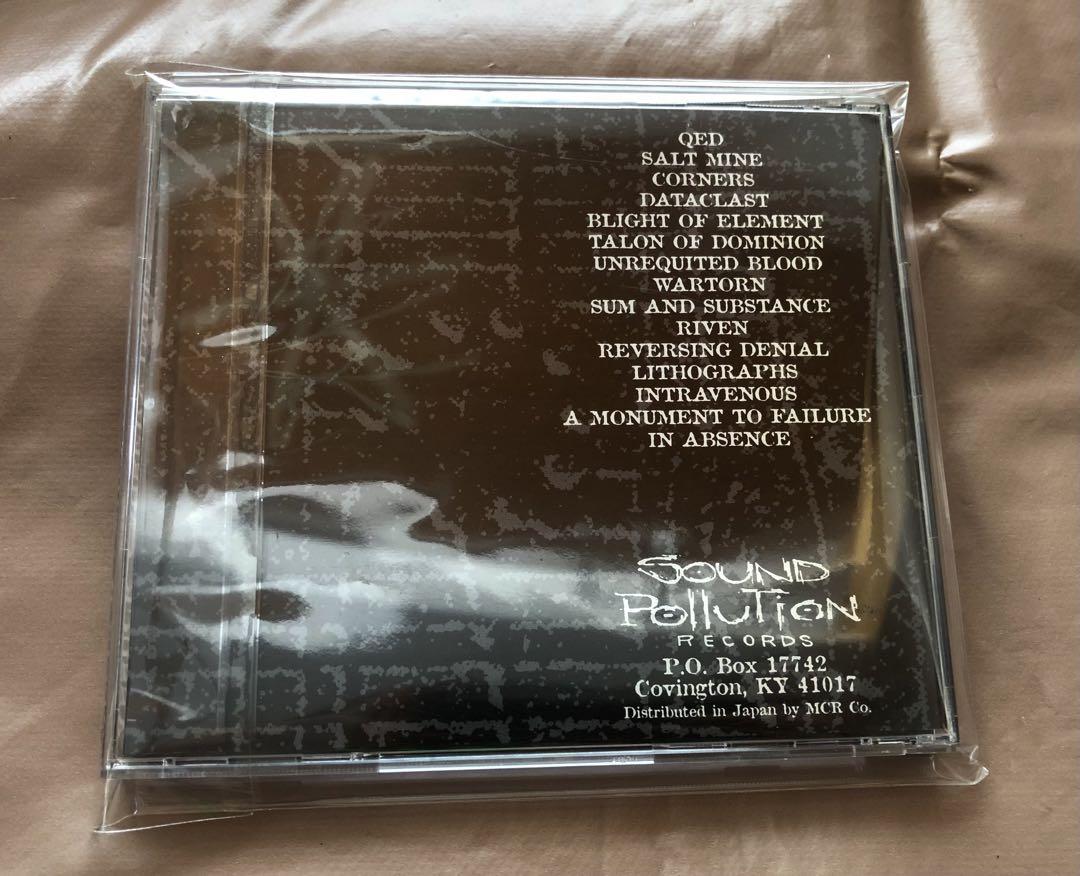 QED
SALT MINE
CORNERS
DATACLAST
BLIGHT OF ELEMENT
TALON OF DOMINION
UNREQUITED BLOOD
WARTORN
SUM AND SUBSTANCE
RIVEN
REVERSING DENIAL
LITHOGRAPHS
INTRAVENOUS
A MONUMENT TO FAILURE
IN ABSENCE
SOUND
POLLUTION
RECORDS
P.O. Box 17742
Covington, KY 41017
Distributed in Japan by MCR Co.